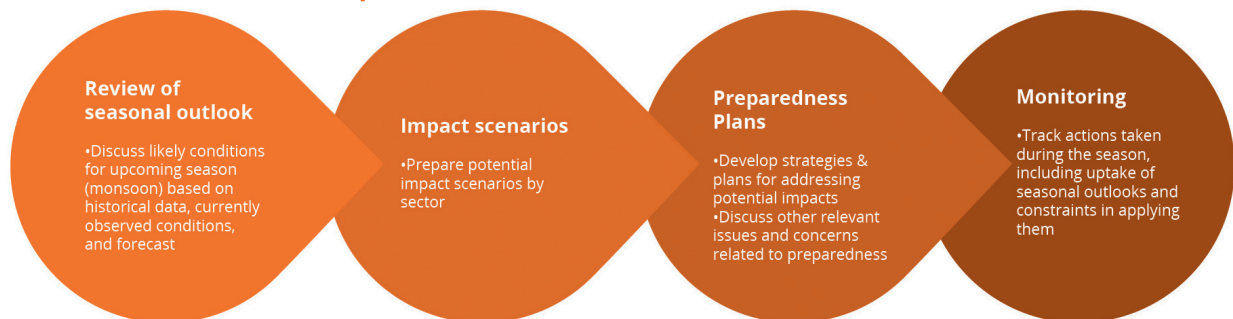 Review of
seasonal outlook
•Discuss likely conditions
for upcoming season
(monsoon) based on
historical data, currently
observed conditions,
and forecast
Impact scenarios
•Prepare potential
impact scenarios by
sector
Preparedness
Plans
•Develop strategies &
plans for addressing
potential impacts
•Discuss other relevant
issues and concerns
related to preparedness
Monitoring
•Track actions taken
during the season,
including uptake of
seasonal outlooks and
constraints in applying
them